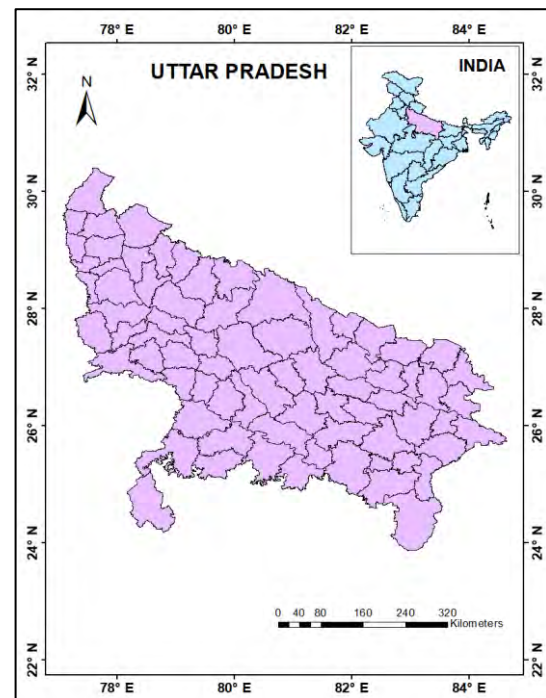 78° E 80° E 82° E 84° E
UTTAR PRADESH
INDIA
N
32° N 32° N
30° N 30° N
28° N 28° N
26° N 26° N
24° N 24° N
22° N 22° N
0 40 80 160 240 320
Kilometers
78° E 80° E 82° E 84° E